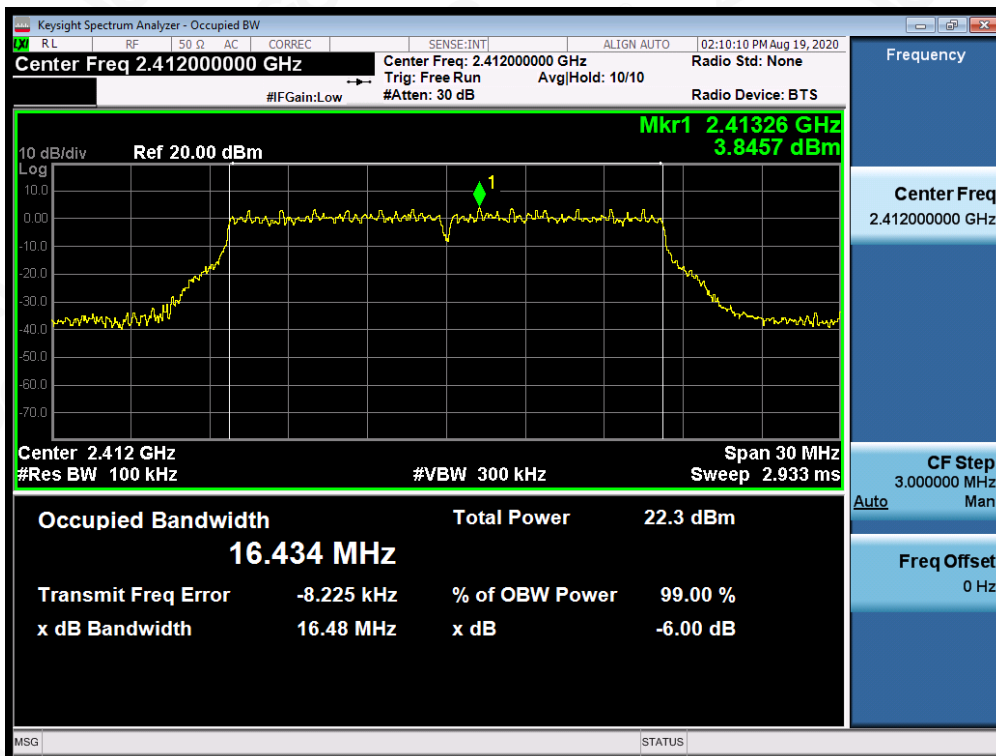 Keysight Spectrum Analyzer - Occupied BW
LXI RL RF 50 Ω AC CORREC SENSE:INT ALIGN AUTO 02:10:10 PM Aug 19, 2020
Center Freq 2.412000000 GHz Center Freq: 2.412000000 GHz Radio Std: None
Trig: Free Run Avg|Hold: 10/10
#IFGain:Low #Atten: 30 dB Radio Device: BTS
Mkr1 2.41326 GHz
3.8457 dBm
10 dB/div Ref 20.00 dBm
Log
10.0
1
0.00
-10.0
-20.0
-30.0
-40.0
-50.0
-60.0
-70.0
Center 2.412 GHz Span 30 MHz
#Res BW 100 kHz #VBW 300 kHz Sweep 2.933 ms
Occupied Bandwidth Total Power 22.3 dBm
16.434 MHz
Transmit Freq Error -8.225 kHz % of OBW Power 99.00 %
x dB Bandwidth 16.48 MHz x dB -6.00 dB
MSG STATUS
Frequency
Center Freq
2.412000000 GHz
CF Step
3.000000 MHz
Auto Man
Freq Offset
0 Hz